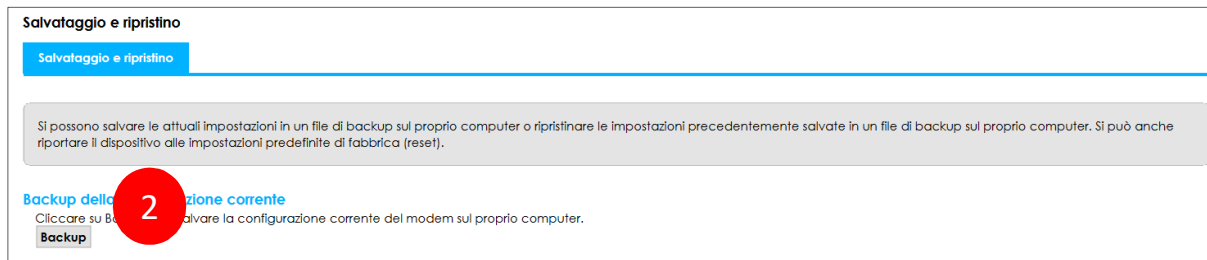 Salvataggio e ripristino
Salvataggio e ripristino
Si possono salvare le attuali impostazioni in un file di backup sul proprio computer o ripristinare le impostazioni precedentemente salvate in un file di backup sul proprio computer. Si può anche
riportare il dispositivo alle impostazioni predefinite di fabbrica (reset).
Backup della zione corrente
2
Cliccare su alvare la configurazione corrente del modem sul proprio computer.
Backup